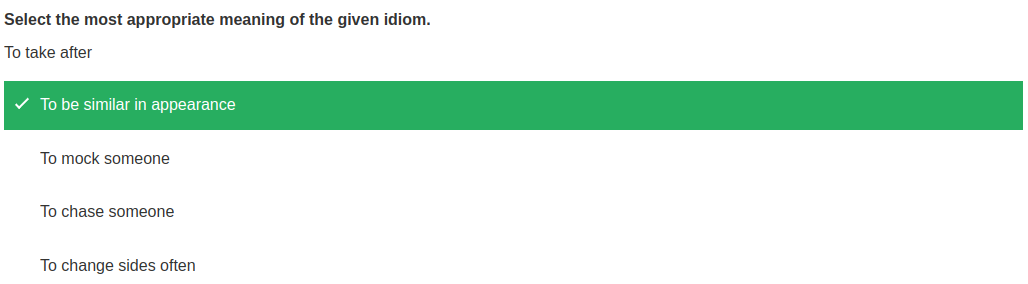 Select the most appropriate meaning of the given idiom.
To take after
To be similar in appearance
To mock someone
To chase someone
To change sides often